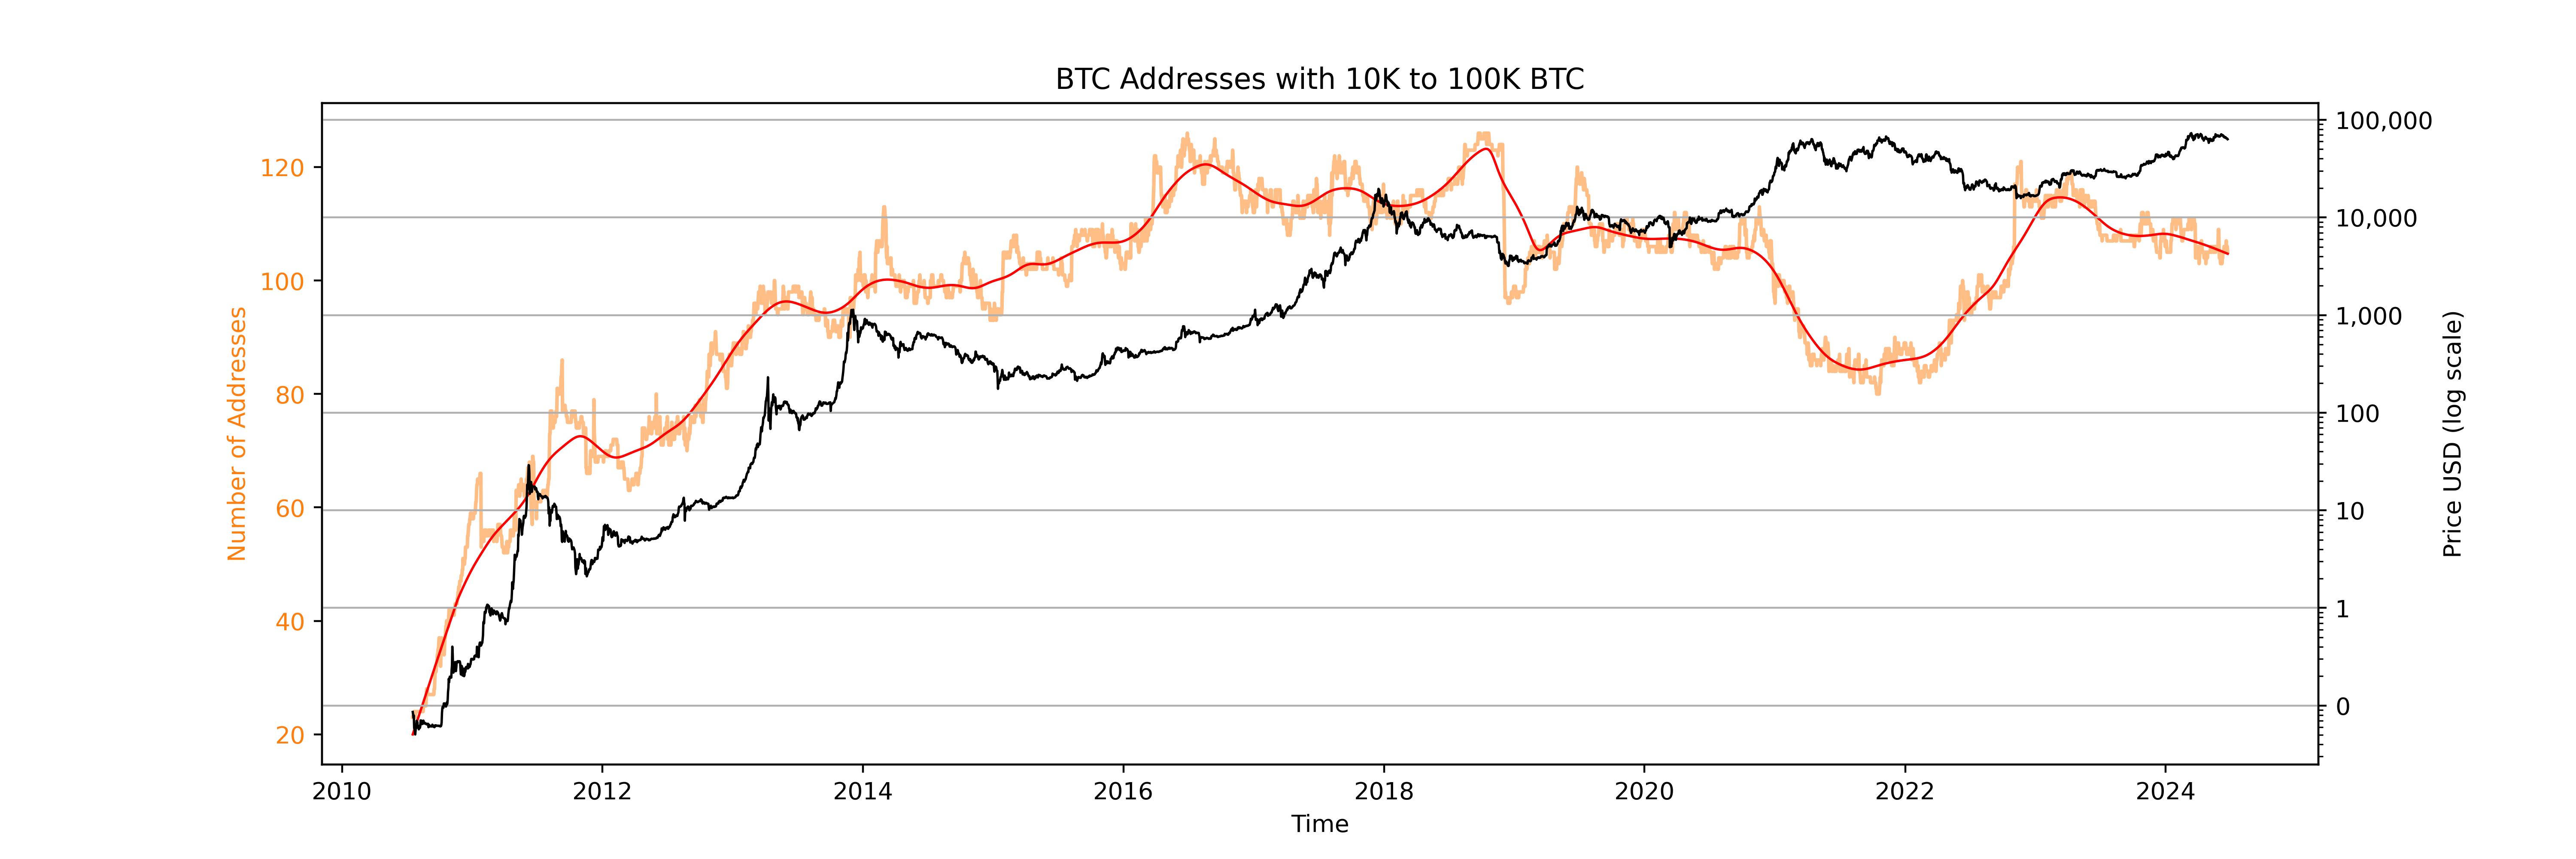 BTC Addresses with 10K to 100K BTC
Number of Addresses
120
100
80
60
40
20
100,000
10,000
1,000
100
10
1
0
Price USD (log scale)
2010 2012 2014 2016 2018 2020 2022 2024
Time